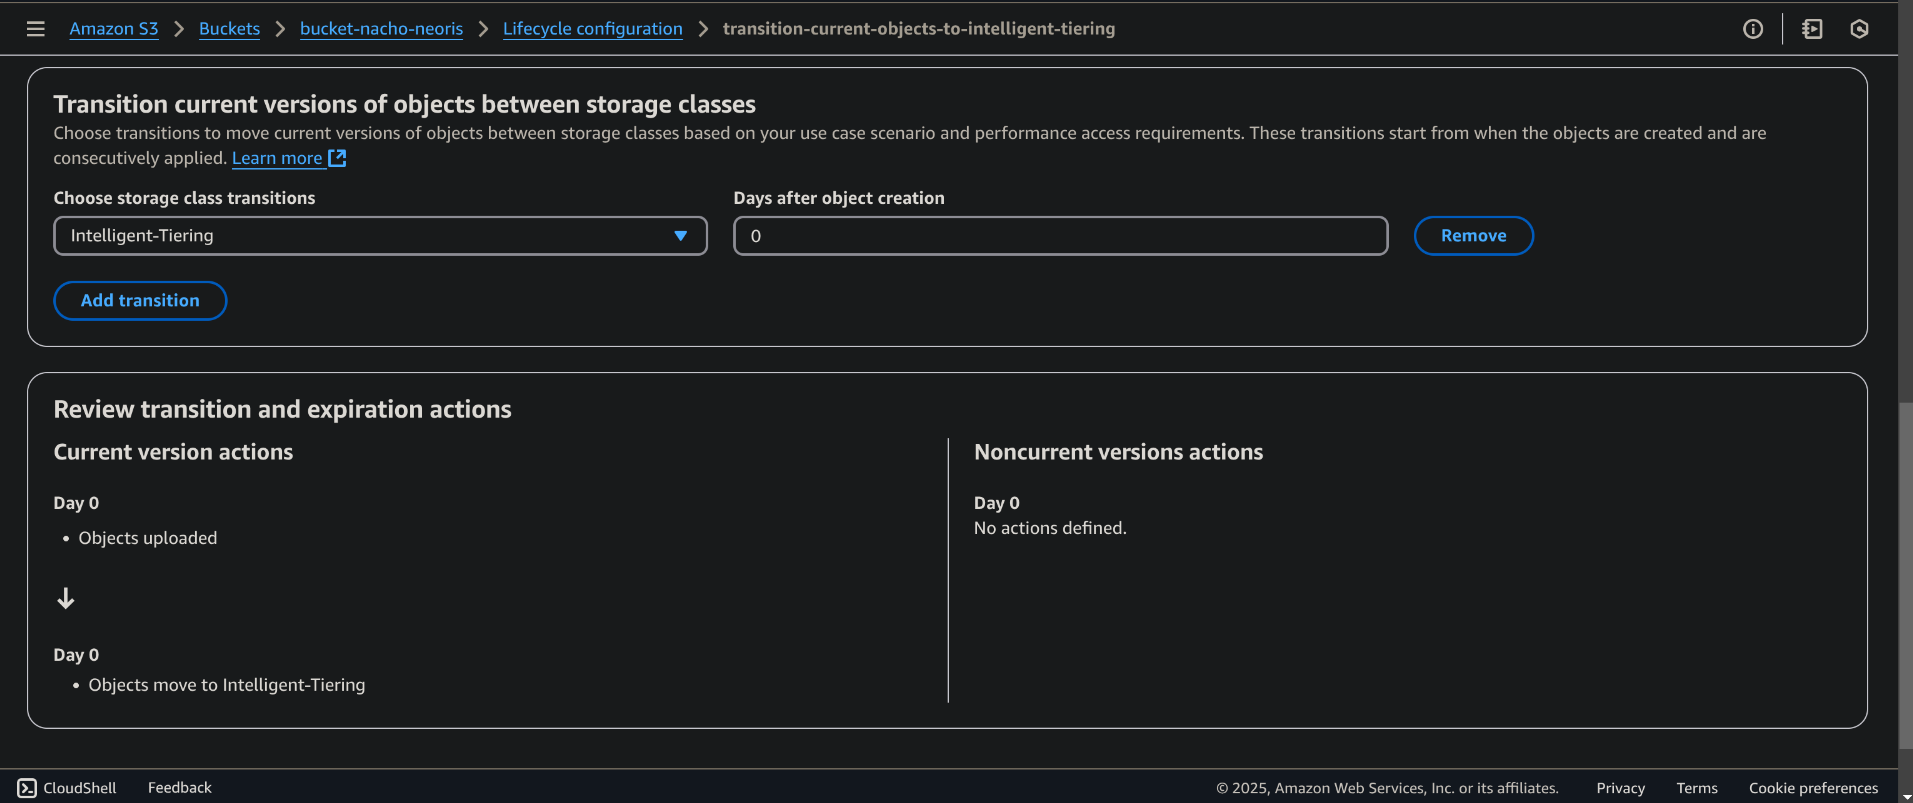 Amazon S3 > Buckets > bucket-nacho-neoris > Lifecycle configuration > transition-current-objects-to-intelligent-tiering
Transition current versions of objects between storage classes
Choose transitions to move current versions of objects between storage classes based on your use case scenario and performance access requirements. These transitions start from when the objects are created and are
consecutively applied. Learn more
Choose storage class transitions
Days after object creation
Intelligent-Tiering
0
Remove
Add transition
Review transition and expiration actions
Current version actions
Day 0
• Objects uploaded
Day 0
• Objects move to Intelligent-Tiering
Noncurrent versions actions
Day 0
No actions defined.
CloudShell Feedback © 2025, Amazon Web Services, Inc. or its affiliates. Privacy Terms Cookie preferences